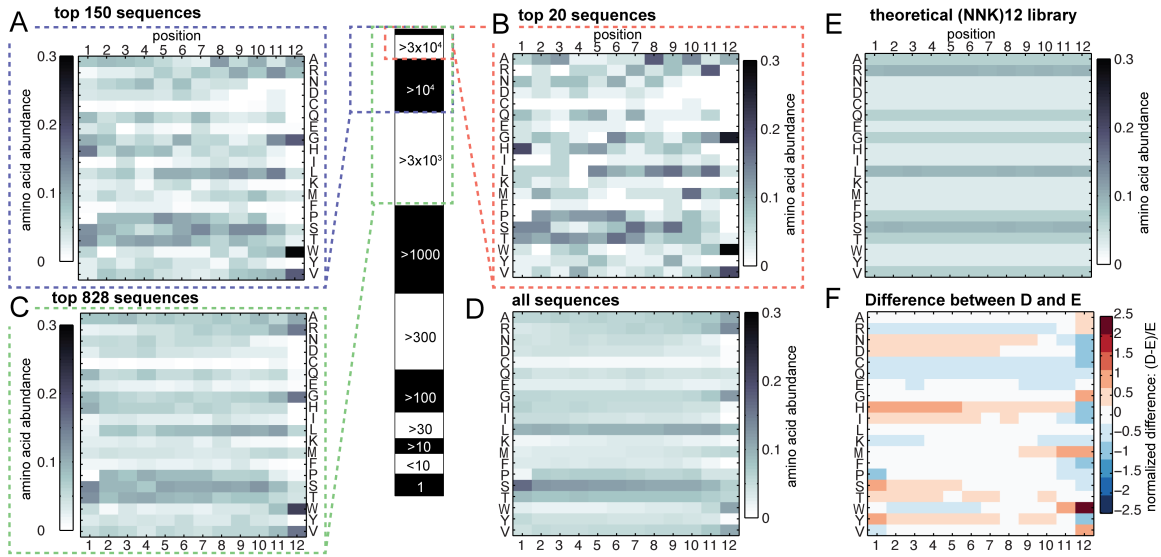 A top 150 sequences
position
1 2 3 4 5 6 7 8 9 10 11 12
0.3
0.2
0.1
0
amino acid abundance
A
R
N
D
C
Q
E
G
H
I
L
K
M
F
P
S
T
W
Y
V
>3x10⁴
>10⁴
>3x10³
>1000
>300
>100
>30
>10
<10
1
B top 20 sequences
position
1 2 3 4 5 6 7 8 9 10 11 12
A
R
N
D
C
Q
E
G
H
I
L
K
M
F
P
S
T
W
Y
V
0.3
0.2
0.1
0
amino acid abundance
E theoretical (NNK)12 library
position
1 2 3 4 5 6 7 8 9 10 11 12
A
R
N
D
C
Q
E
G
H
I
L
K
M
F
P
S
T
W
Y
V
0.3
0.2
0.1
0
amino acid abundance
C top 828 sequences
0.3
0.2
0.1
0
amino acid abundance
A
R
N
D
C
Q
E
G
H
I
L
K
M
F
P
S
T
W
Y
V
1 2 3 4 5 6 7 8 9 10 11 12
D all sequences
A
R
N
D
C
Q
E
G
H
I
L
K
M
F
P
S
T
W
Y
V
1 2 3 4 5 6 7 8 9 10 11 12
0.3
0.2
0.1
0
amino acid abundance
F Difference between D and E
A
R
N
D
C
Q
E
G
H
I
L
K
M
F
P
S
T
W
Y
V
1 2 3 4 5 6 7 8 9 10 11 12
2.5
2
1.5
1
0.5
0
−0.5
−1
−1.5
−2
−2.5
normalized difference: (D-E)/E